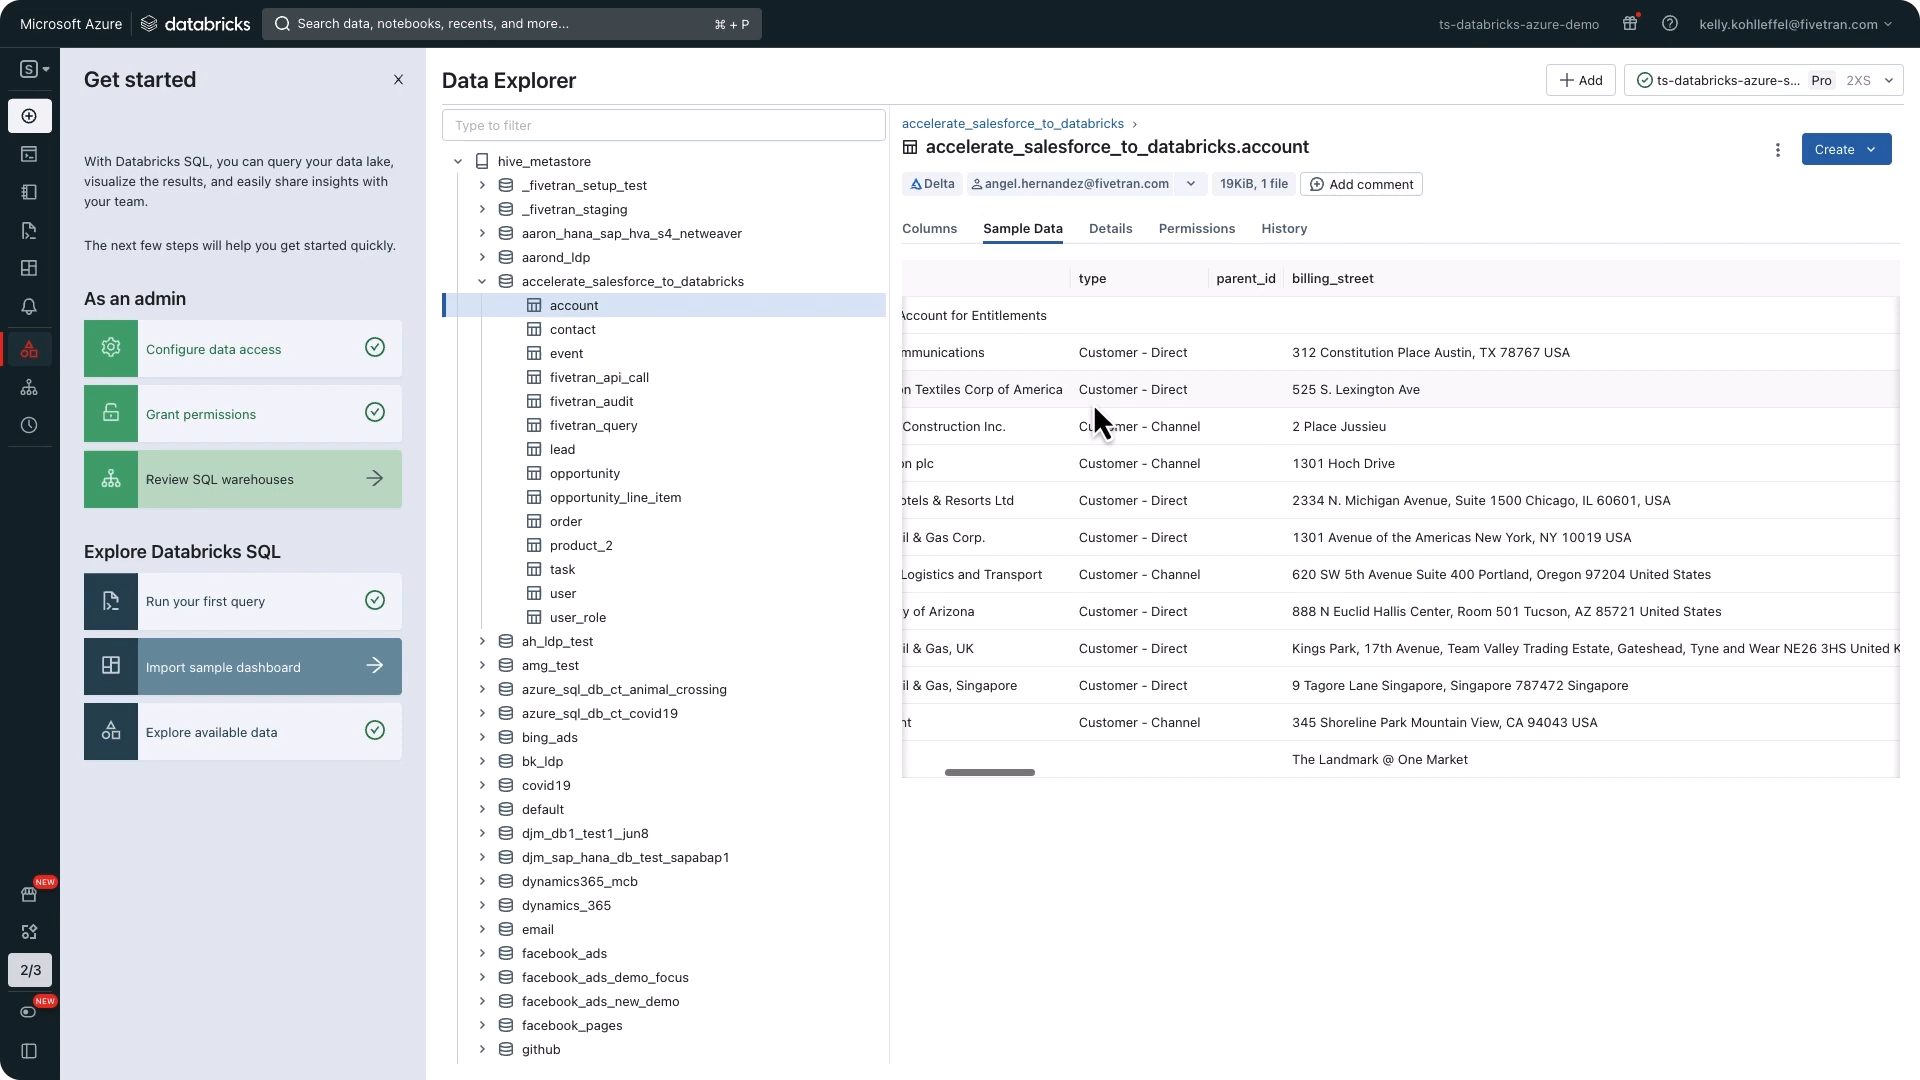 Microsoft Azure databricks Search data, notebooks, recents, and more... ⌘ + P ts-databricks-azure-demo kelly.kohlleffel@fivetran.com
S
Get started
With Databricks SQL, you can query your data lake,
visualize the results, and easily share insights with
your team.
The next few steps will help you get started quickly.
As an admin
Configure data access
Grant permissions
Review SQL warehouses
Explore Databricks SQL
Run your first query
Import sample dashboard
Explore available data
NEW
2/3
NEW
Data Explorer
Add
ts-databricks-azure-s... Pro 2XS
Type to filter
hive_metastore
_fivetran_setup_test
_fivetran_staging
aaron_hana_sap_hva_s4_netweaver
aarond_ldp
accelerate_salesforce_to_databricks
account
contact
event
fivetran_api_call
fivetran_audit
fivetran_query
lead
opportunity
opportunity_line_item
order
product_2
task
user
user_role
ah_ldp_test
amg_test
azure_sql_db_ct_animal_crossing
azure_sql_db_ct_covid19
bing_ads
bk_ldp
covid19
default
djm_db1_test1_jun8
djm_sap_hana_db_test_sapabap1
dynamics365_mcb
dynamics_365
email
facebook_ads
facebook_ads_demo_focus
facebook_ads_new_demo
facebook_pages
github
accelerate_salesforce_to_databricks
accelerate_salesforce_to_databricks.account
Create
Delta angel.hernandez@fivetran.com 19KiB, 1 file Add comment
Columns Sample Data Details Permissions History
type parent_id billing_street
Account for Entitlements
mmunications Customer - Direct 312 Constitution Place Austin, TX 78767 USA
on Textiles Corp of America Customer - Direct 525 S. Lexington Ave
Construction Inc. Customer - Channel 2 Place Jussieu
on plc Customer - Channel 1301 Hoch Drive
otels & Resorts Ltd Customer - Direct 2334 N. Michigan Avenue, Suite 1500 Chicago, IL 60601, USA
il & Gas Corp. Customer - Direct 1301 Avenue of the Americas New York, NY 10019 USA
Logistics and Transport Customer - Channel 620 SW 5th Avenue Suite 400 Portland, Oregon 97204 United States
y of Arizona Customer - Direct 888 N Euclid Hallis Center, Room 501 Tucson, AZ 85721 United States
il & Gas, UK Customer - Direct Kings Park, 17th Avenue, Team Valley Trading Estate, Gateshead, Tyne and Wear NE26 3HS United K
il & Gas, Singapore Customer - Direct 9 Tagore Lane Singapore, Singapore 787472 Singapore
nt Customer - Channel 345 Shoreline Park Mountain View, CA 94043 USA
The Landmark @ One Market